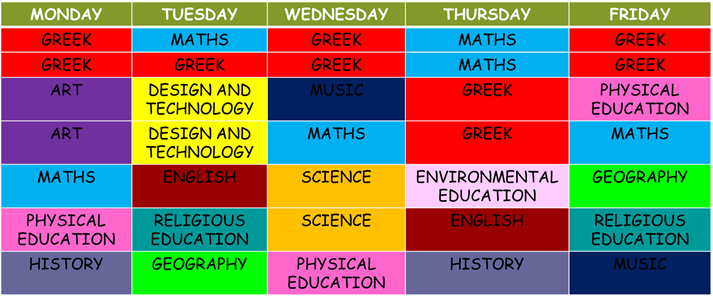 MONDAY TUESDAY WEDNESDAY THURSDAY FRIDAY
GREEK MATHS GREEK MATHS GREEK
GREEK GREEK GREEK MATHS GREEK
ART DESIGN AND TECHNOLOGY MUSIC GREEK PHYSICAL EDUCATION
ART DESIGN AND TECHNOLOGY MATHS GREEK MATHS
MATHS ENGLISH SCIENCE ENVIRONMENTAL EDUCATION GEOGRAPHY
PHYSICAL EDUCATION RELIGIOUS EDUCATION SCIENCE ENGLISH RELIGIOUS EDUCATION
HISTORY GEOGRAPHY PHYSICAL EDUCATION HISTORY MUSIC